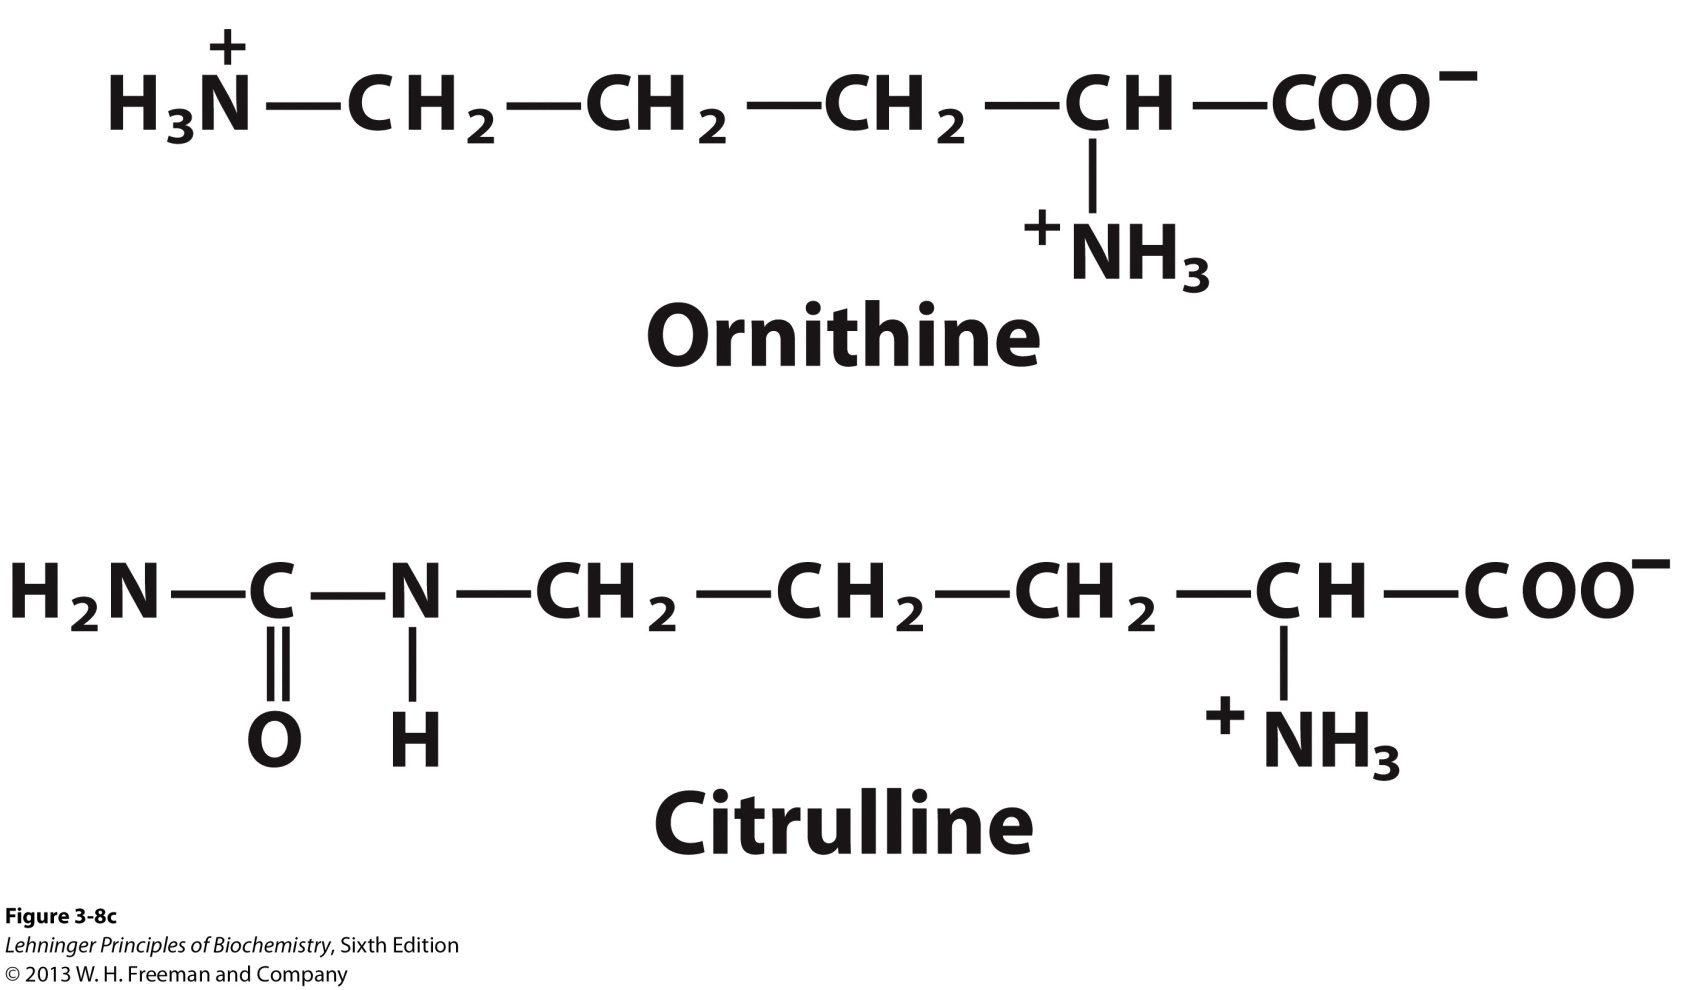 +
H₃N—CH₂—CH₂—CH₂—CH—COO⁻
+NH₃
Ornithine
H₂N—C—N—CH₂—CH₂—CH₂—CH—COO⁻
O H +NH₃
Citrulline
Figure 3-8c
Lehninger Principles of Biochemistry, Sixth Edition
© 2013 W. H. Freeman and Company